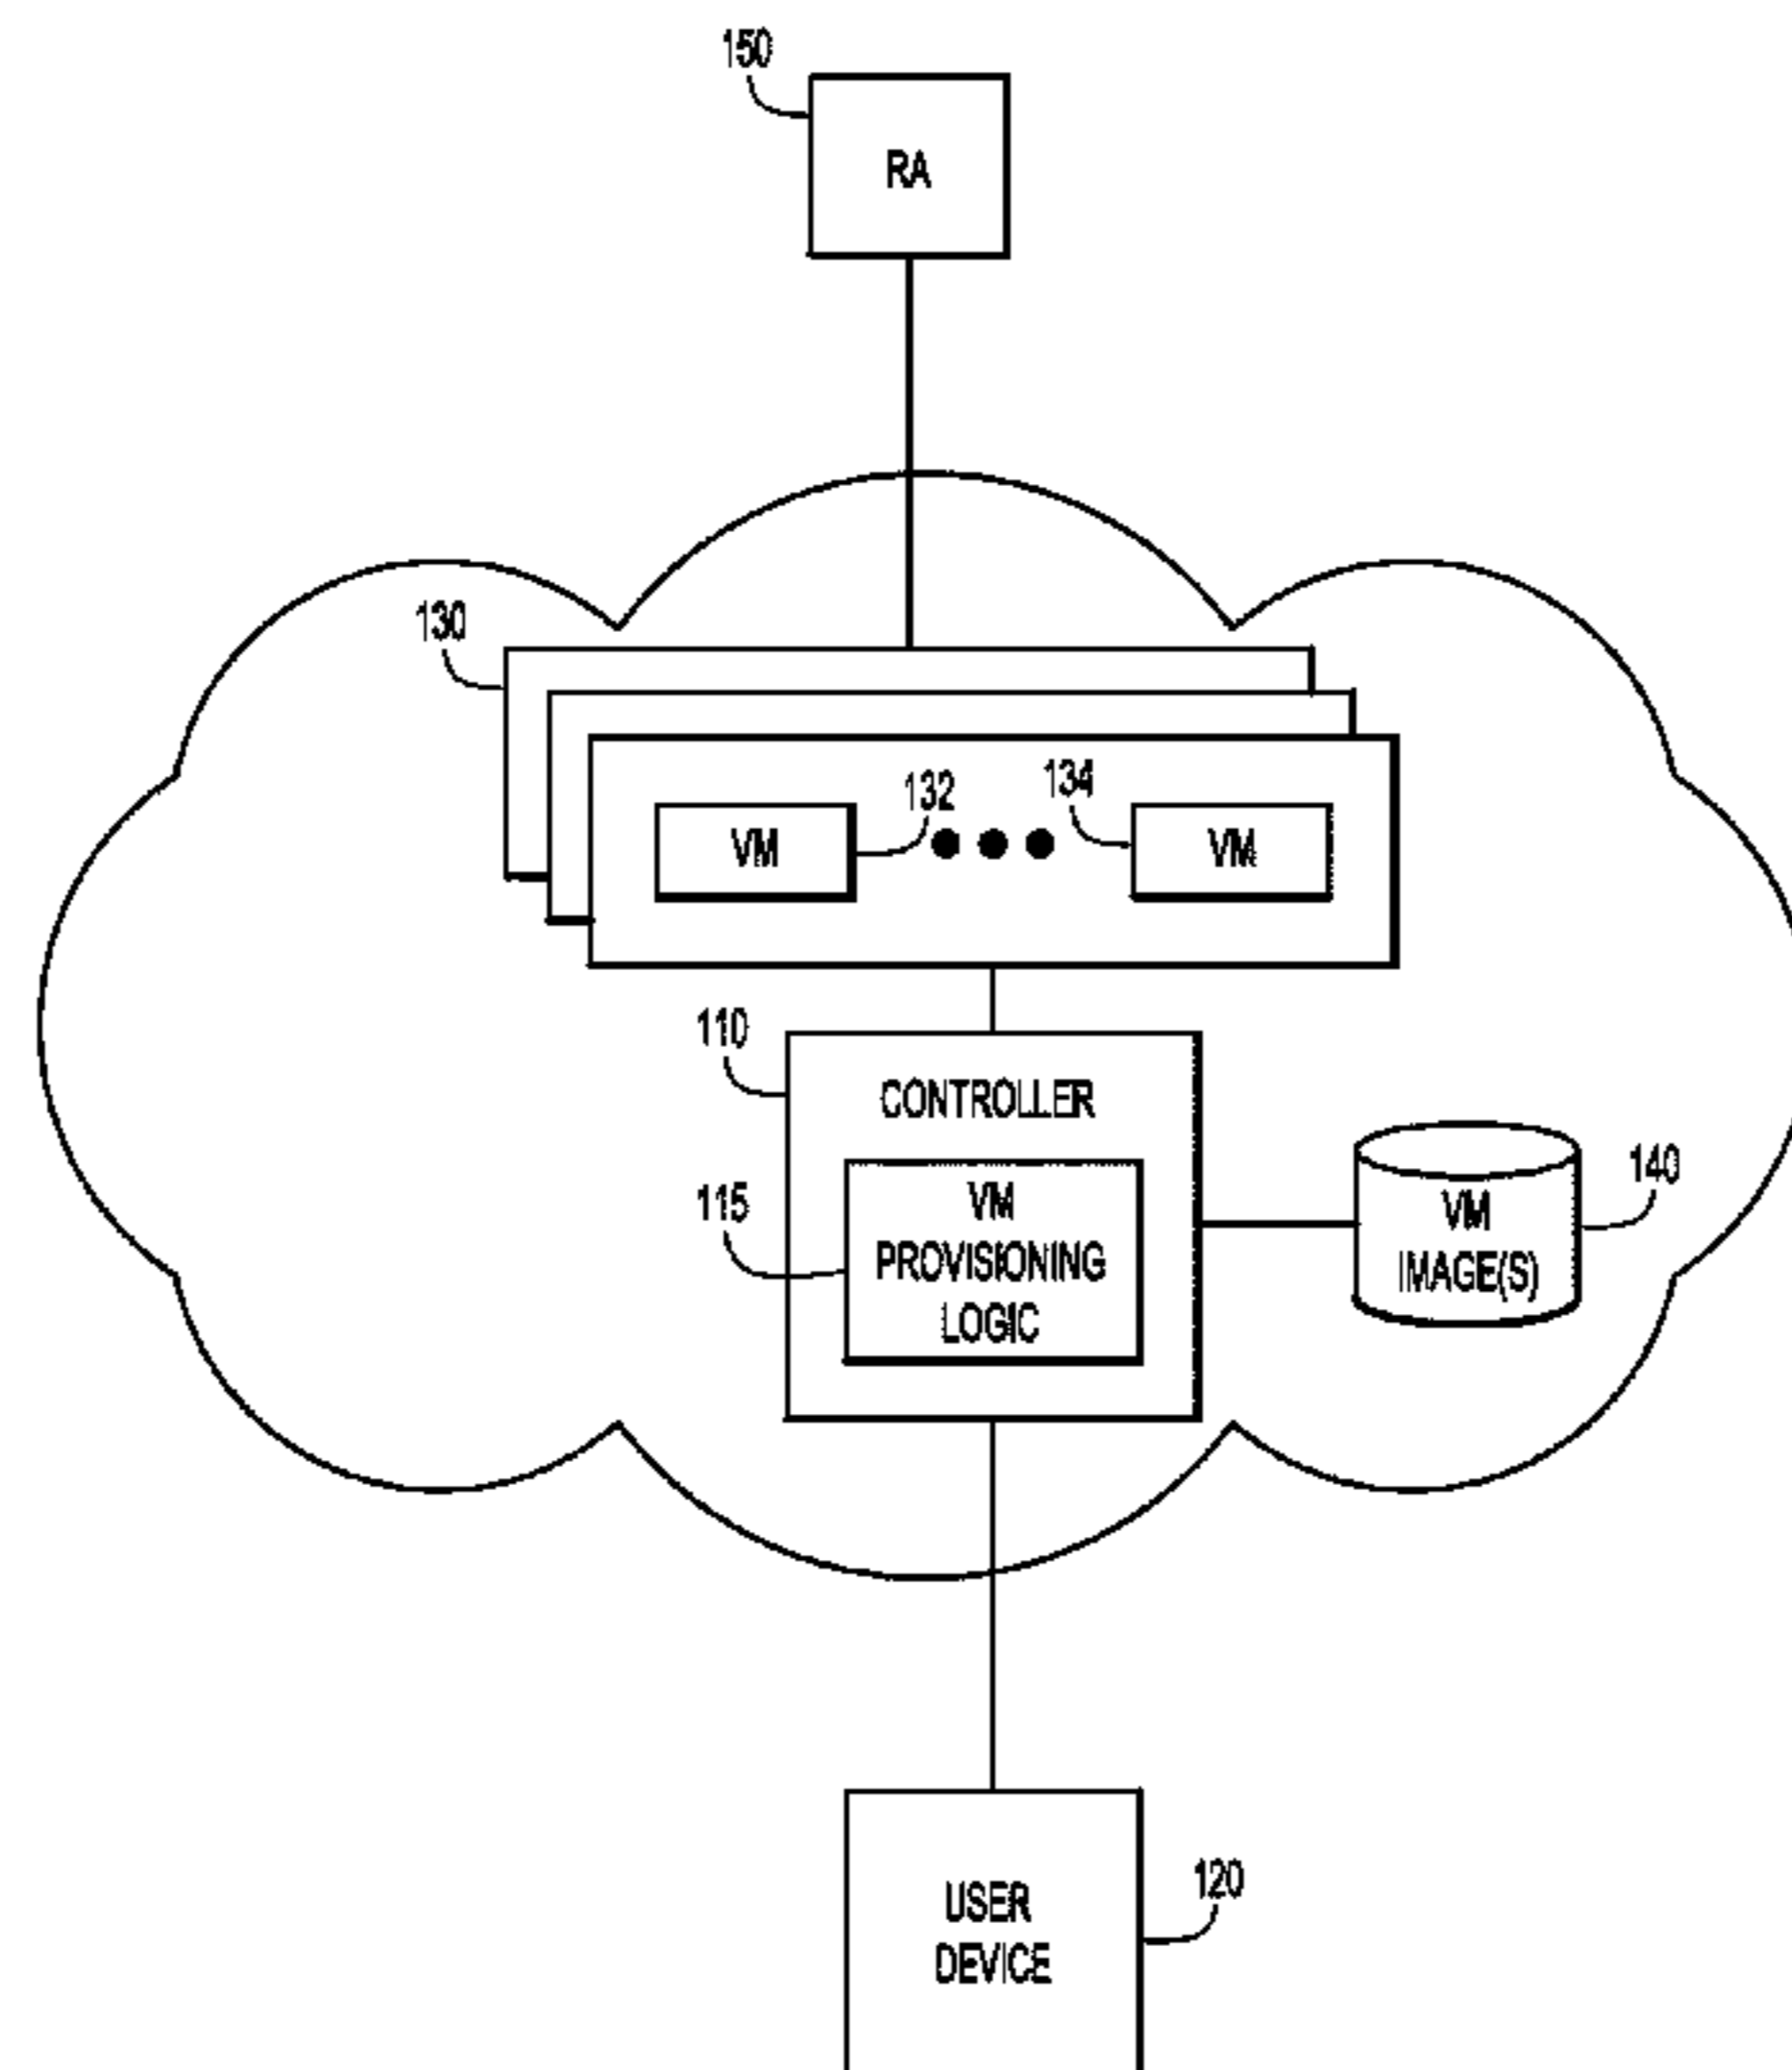 150
RA
130
132
134
VM
VM
110
CONTROLLER
115
VM
PROVISIONING
LOGIC
VM
IMAGE(S)
140
USER
DEVICE
120